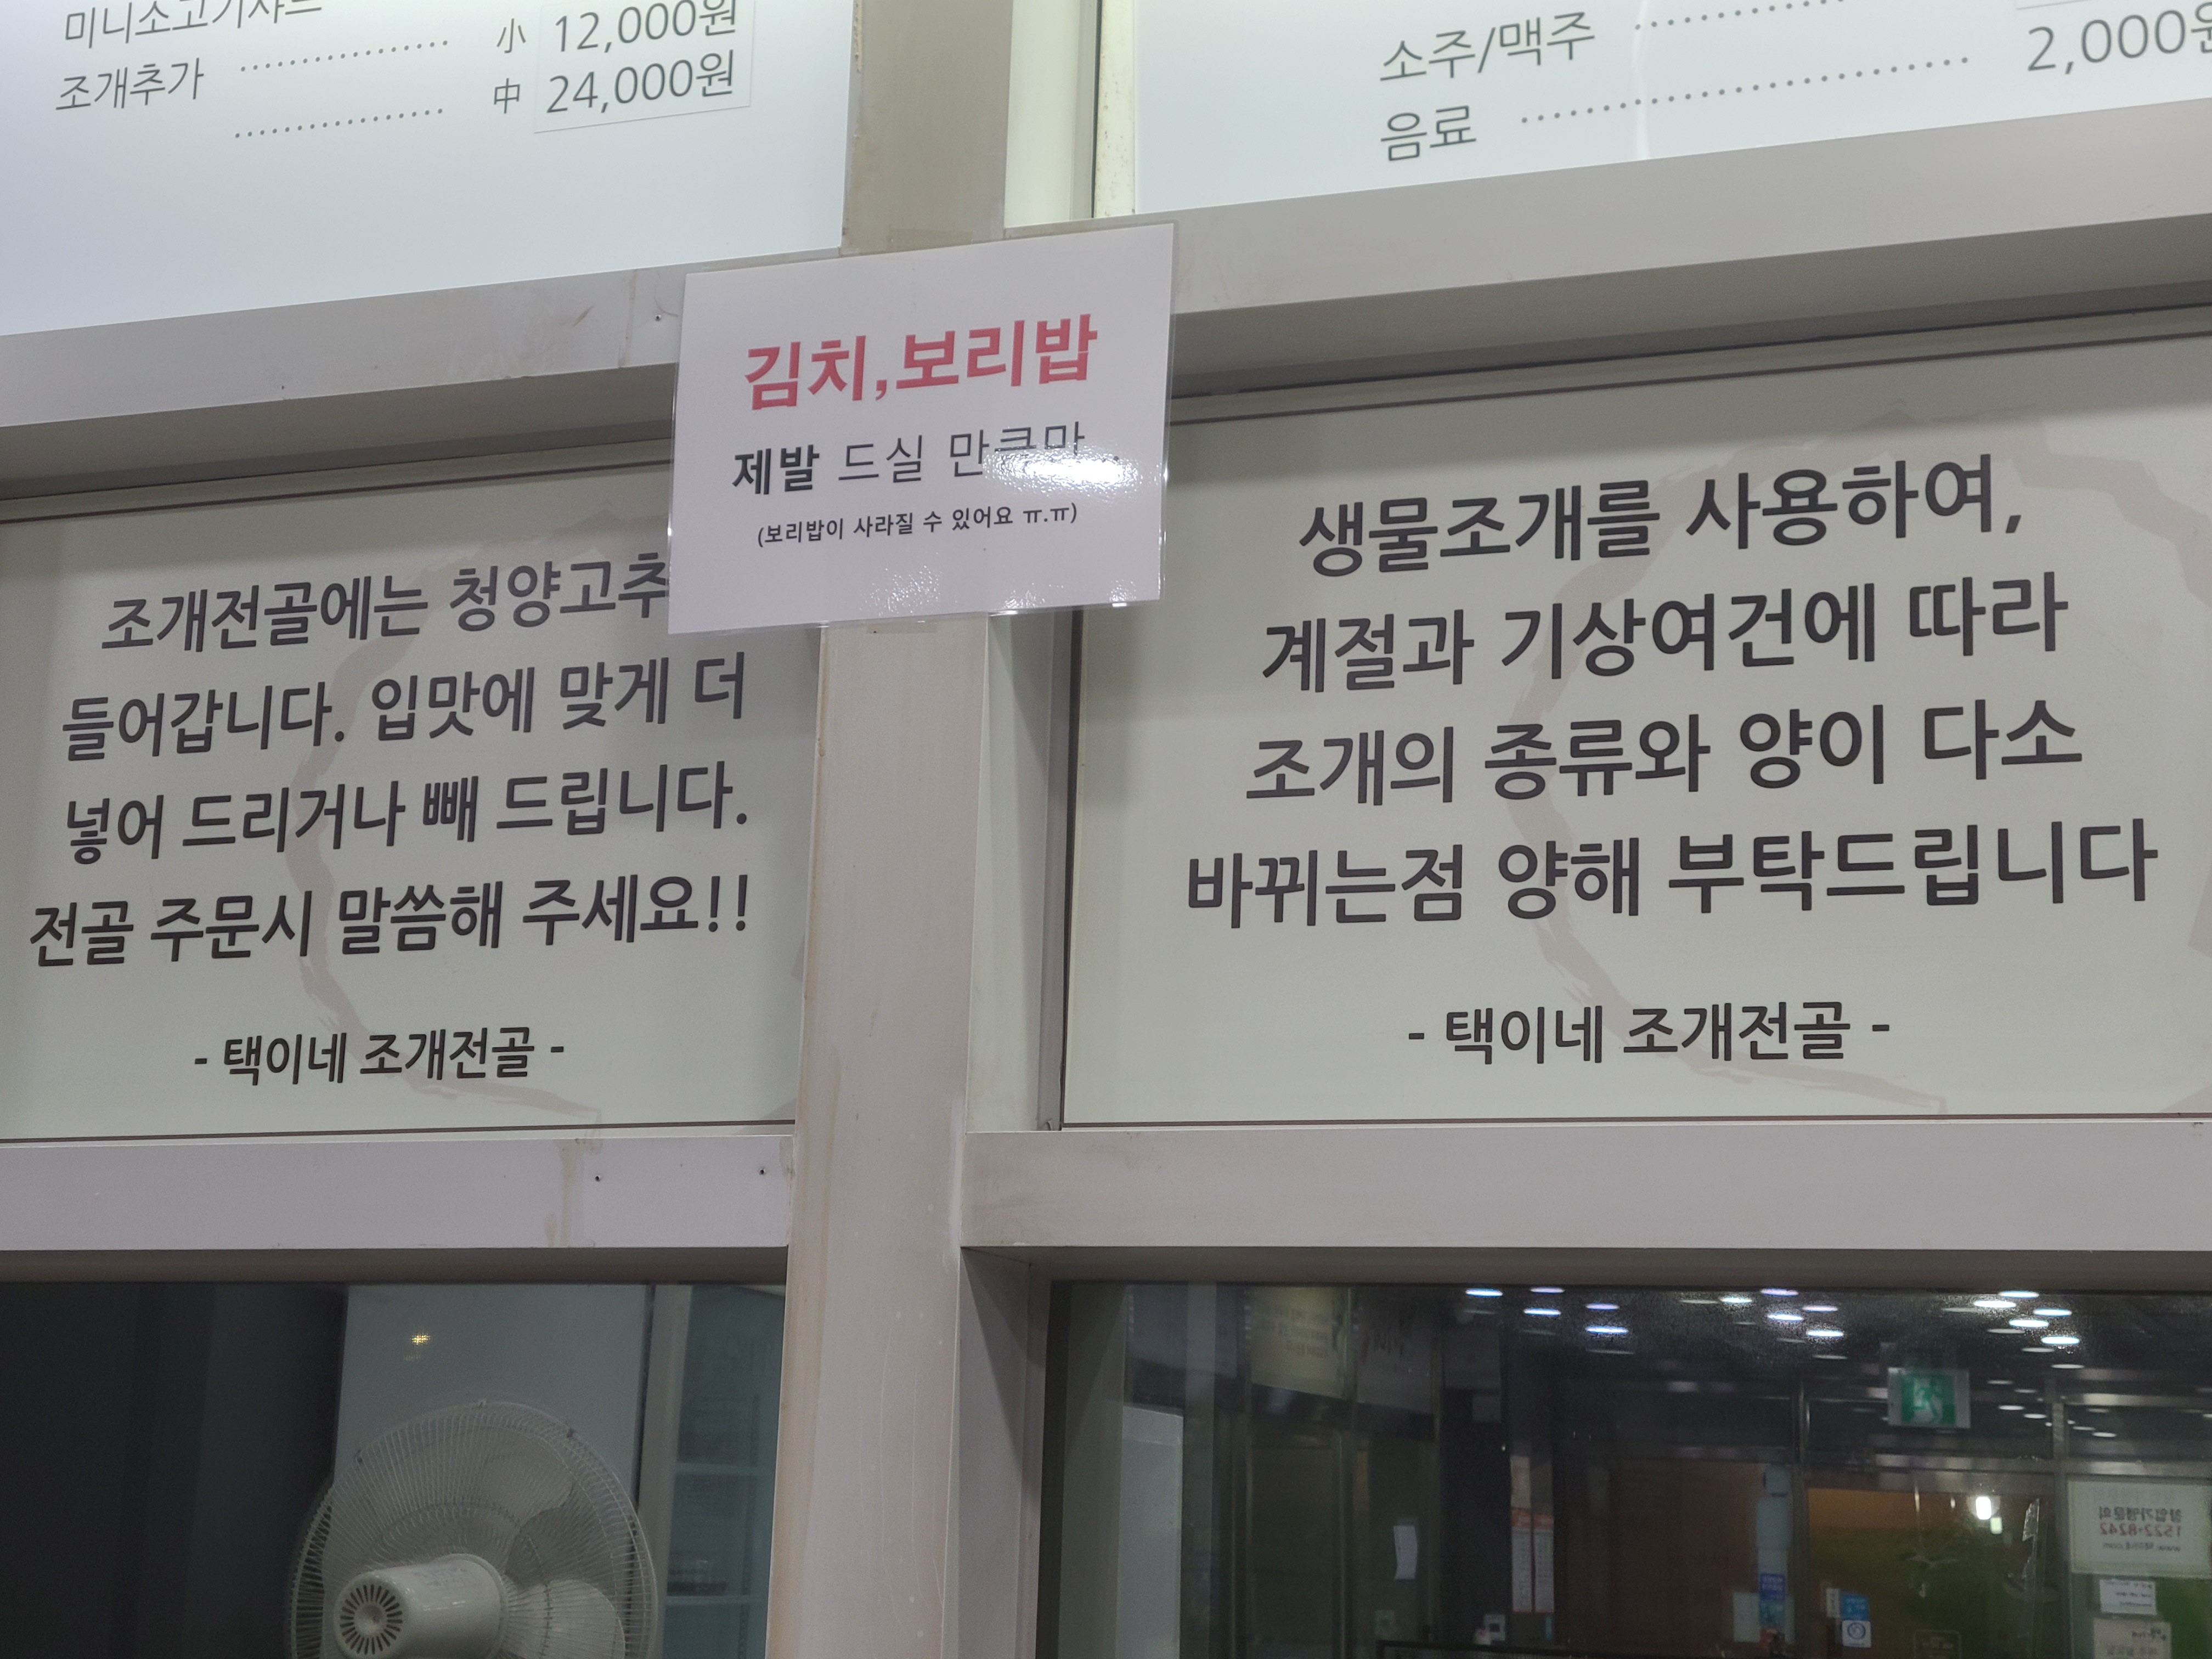 미니소고기샤브
조개추가 小 12,000원
中 24,000원
소주/맥주
음료 2,000원
김치,보리밥
제발 드실 만큼만..
(보리밥이 사라질 수 있어요 ㅠ.ㅠ)
조개전골에는 청양고추
들어갑니다. 입맛에 맞게 더
넣어 드리거나 빼 드립니다.
전골 주문시 말씀해 주세요!!
- 택이네 조개전골 -
생물조개를 사용하여,
계절과 기상여건에 따라
조개의 종류와 양이 다소
바뀌는점 양해 부탁드립니다
- 택이네 조개전골 -
창업가맹문의
1522-8242